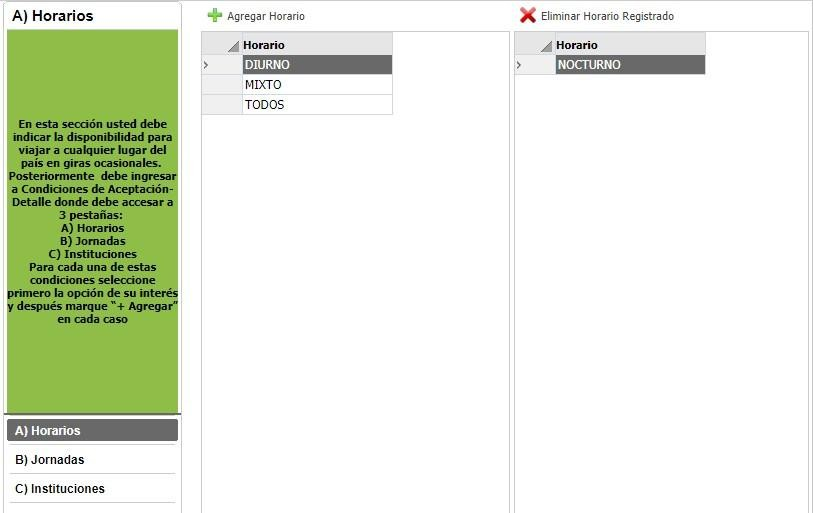 A) Horarios
En esta sección usted debe
indicar la disponibilidad para
viajar a cualquier lugar del
país en giras ocasionales.
Posteriormente debe ingresar
a Condiciones de Aceptación-
Detalle donde debe accesar a
3 pestañas:
A) Horarios
B) Jornadas
C) Instituciones
Para cada una de estas
condiciones seleccione
primero la opción de su interés
y después marque “+ Agregar”
en cada caso
A) Horarios
B) Jornadas
C) Instituciones
Agregar Horario
Horario
DIURNO
MIXTO
TODOS
Eliminar Horario Registrado
Horario
NOCTURNO